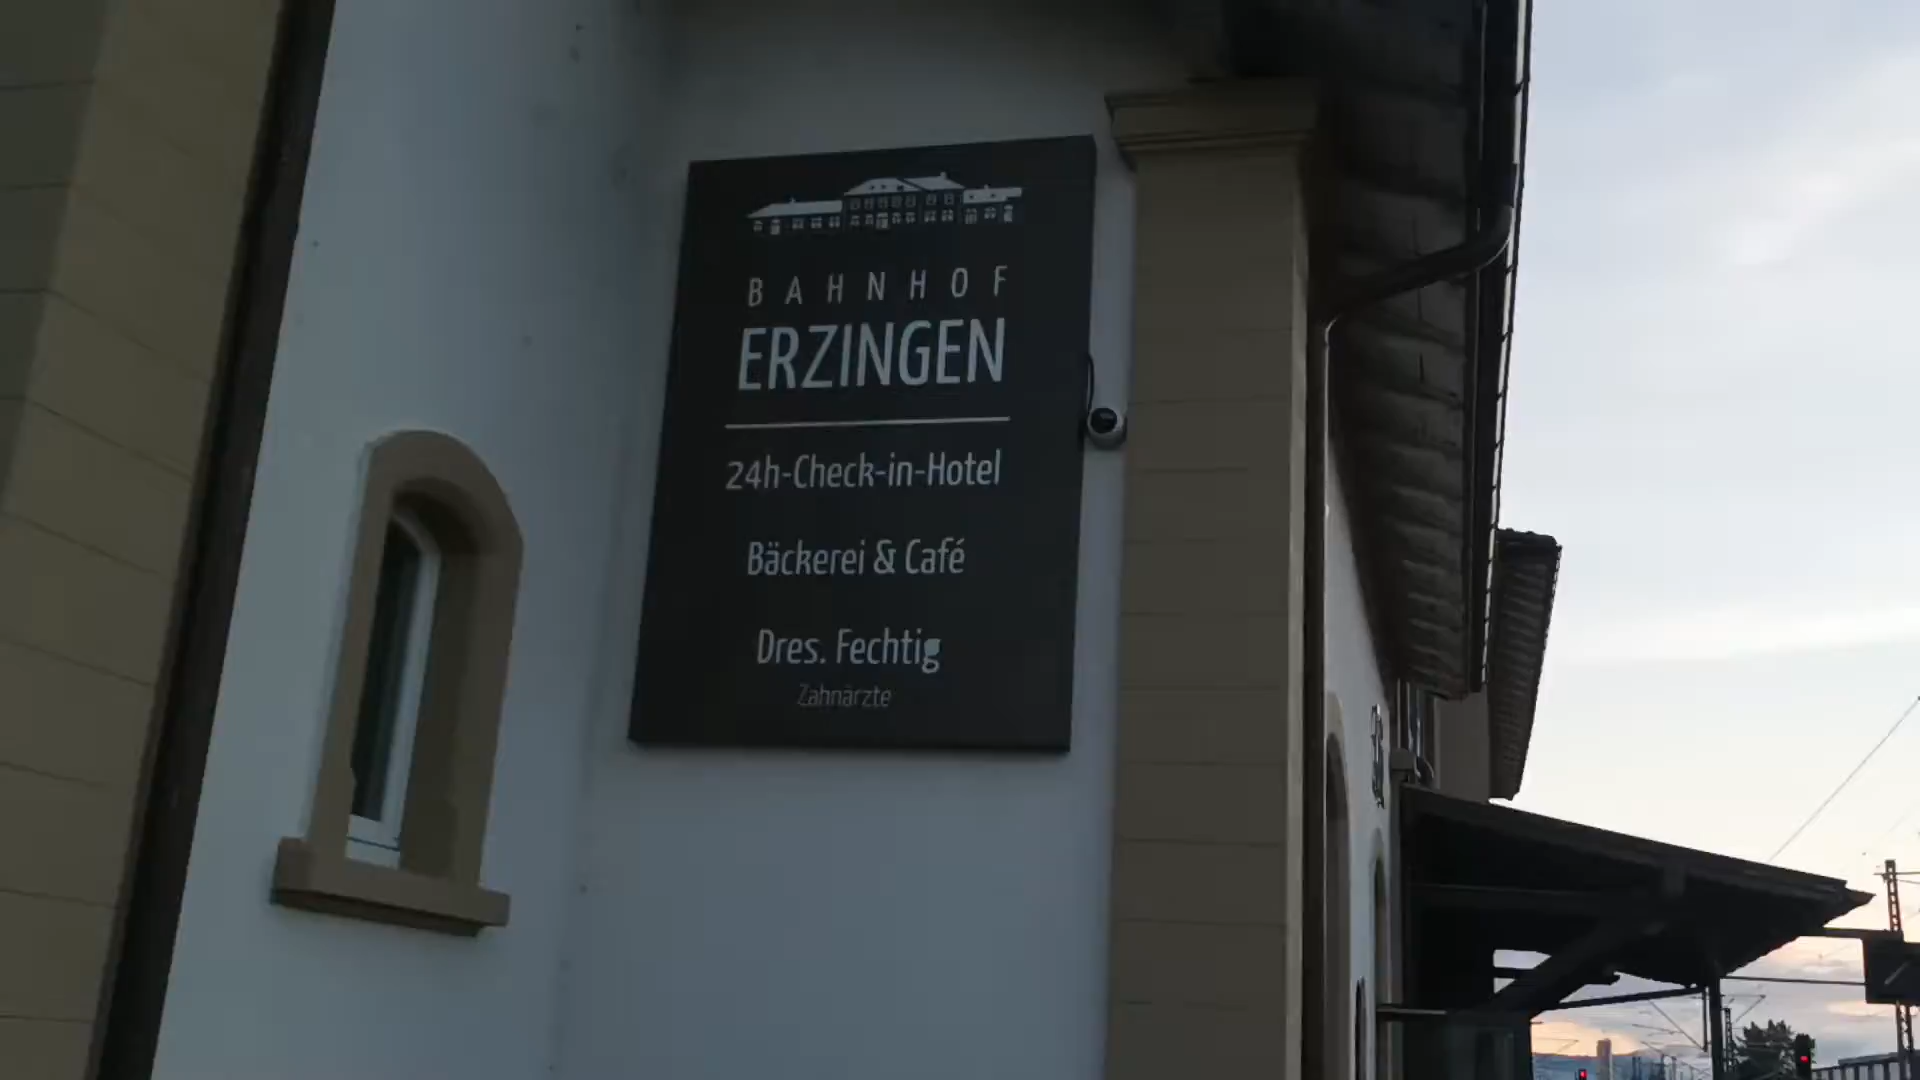 BAHNHOF
ERZINGEN
24h-Check-in-Hotel
Bäckerei & Café
Dres. Fechtig
Zahnärzte